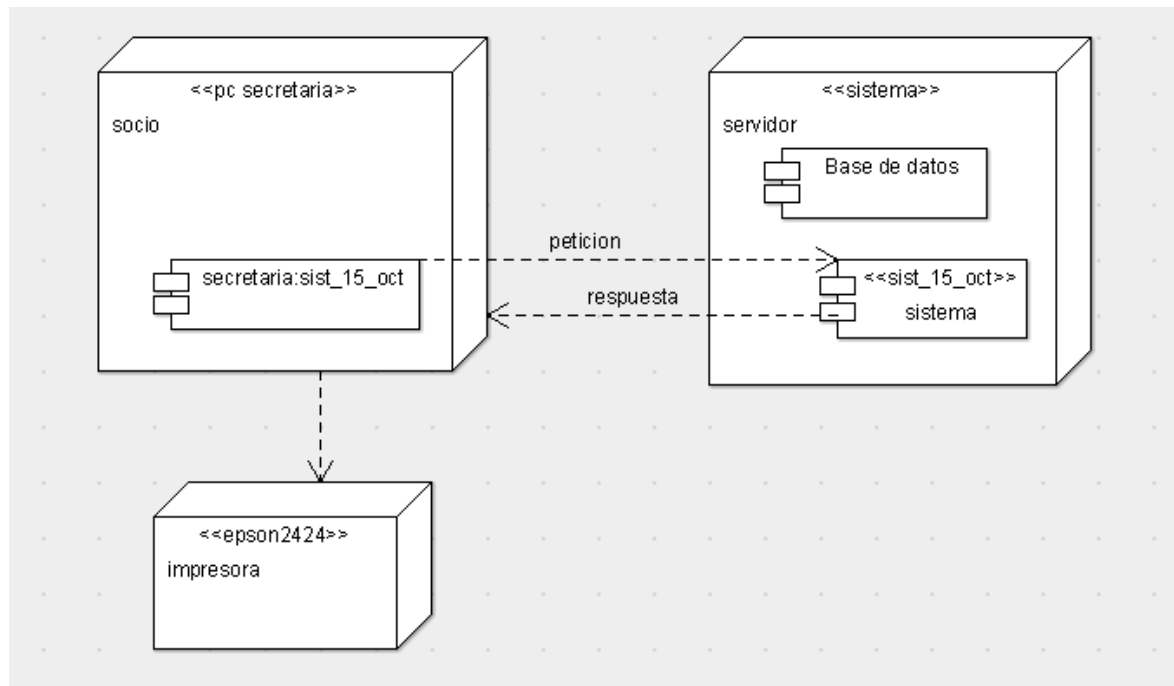 <<pc secretaria>>
socio
secretaria:sist_15_oct
peticion
respuesta
<<sistema>>
servidor
Base de datos
<<sist_15_oct>>
sistema
<<epson2424>>
impresora